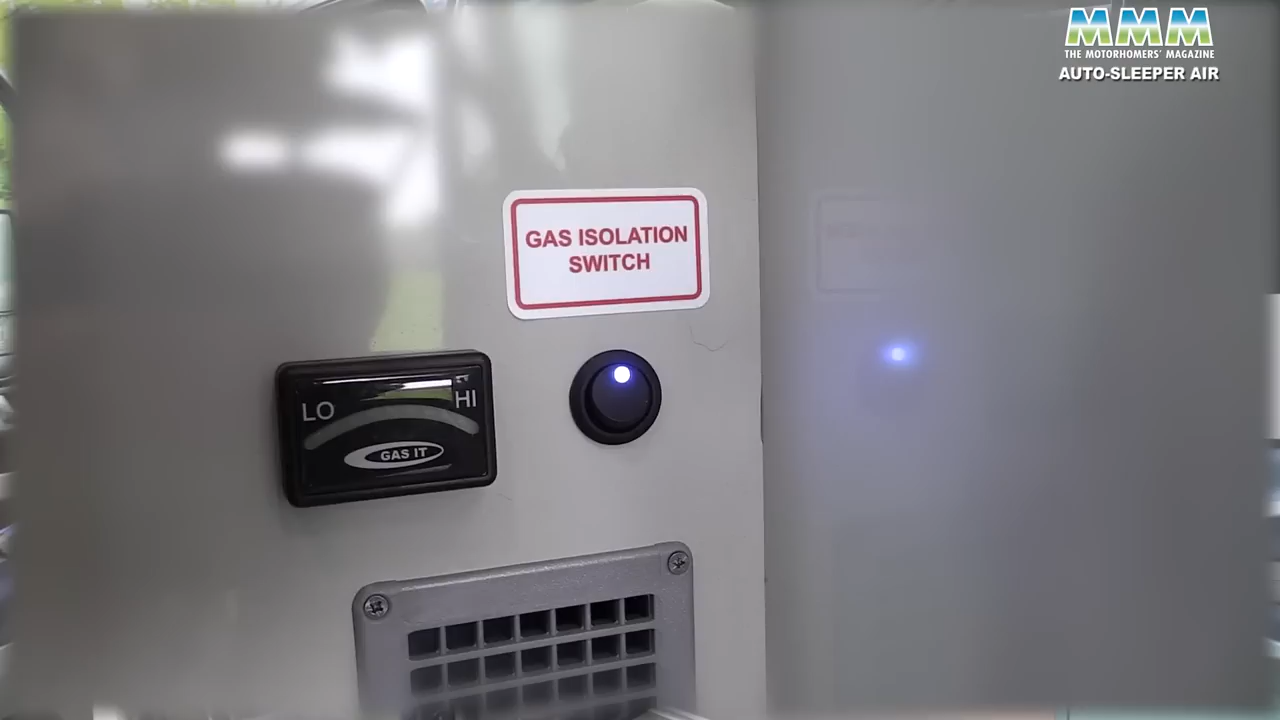 MMM
THE MOTORHOMERS' MAGAZINE
AUTO-SLEEPER AIR
GAS ISOLATION
SWITCH
LO
HI
GAS IT